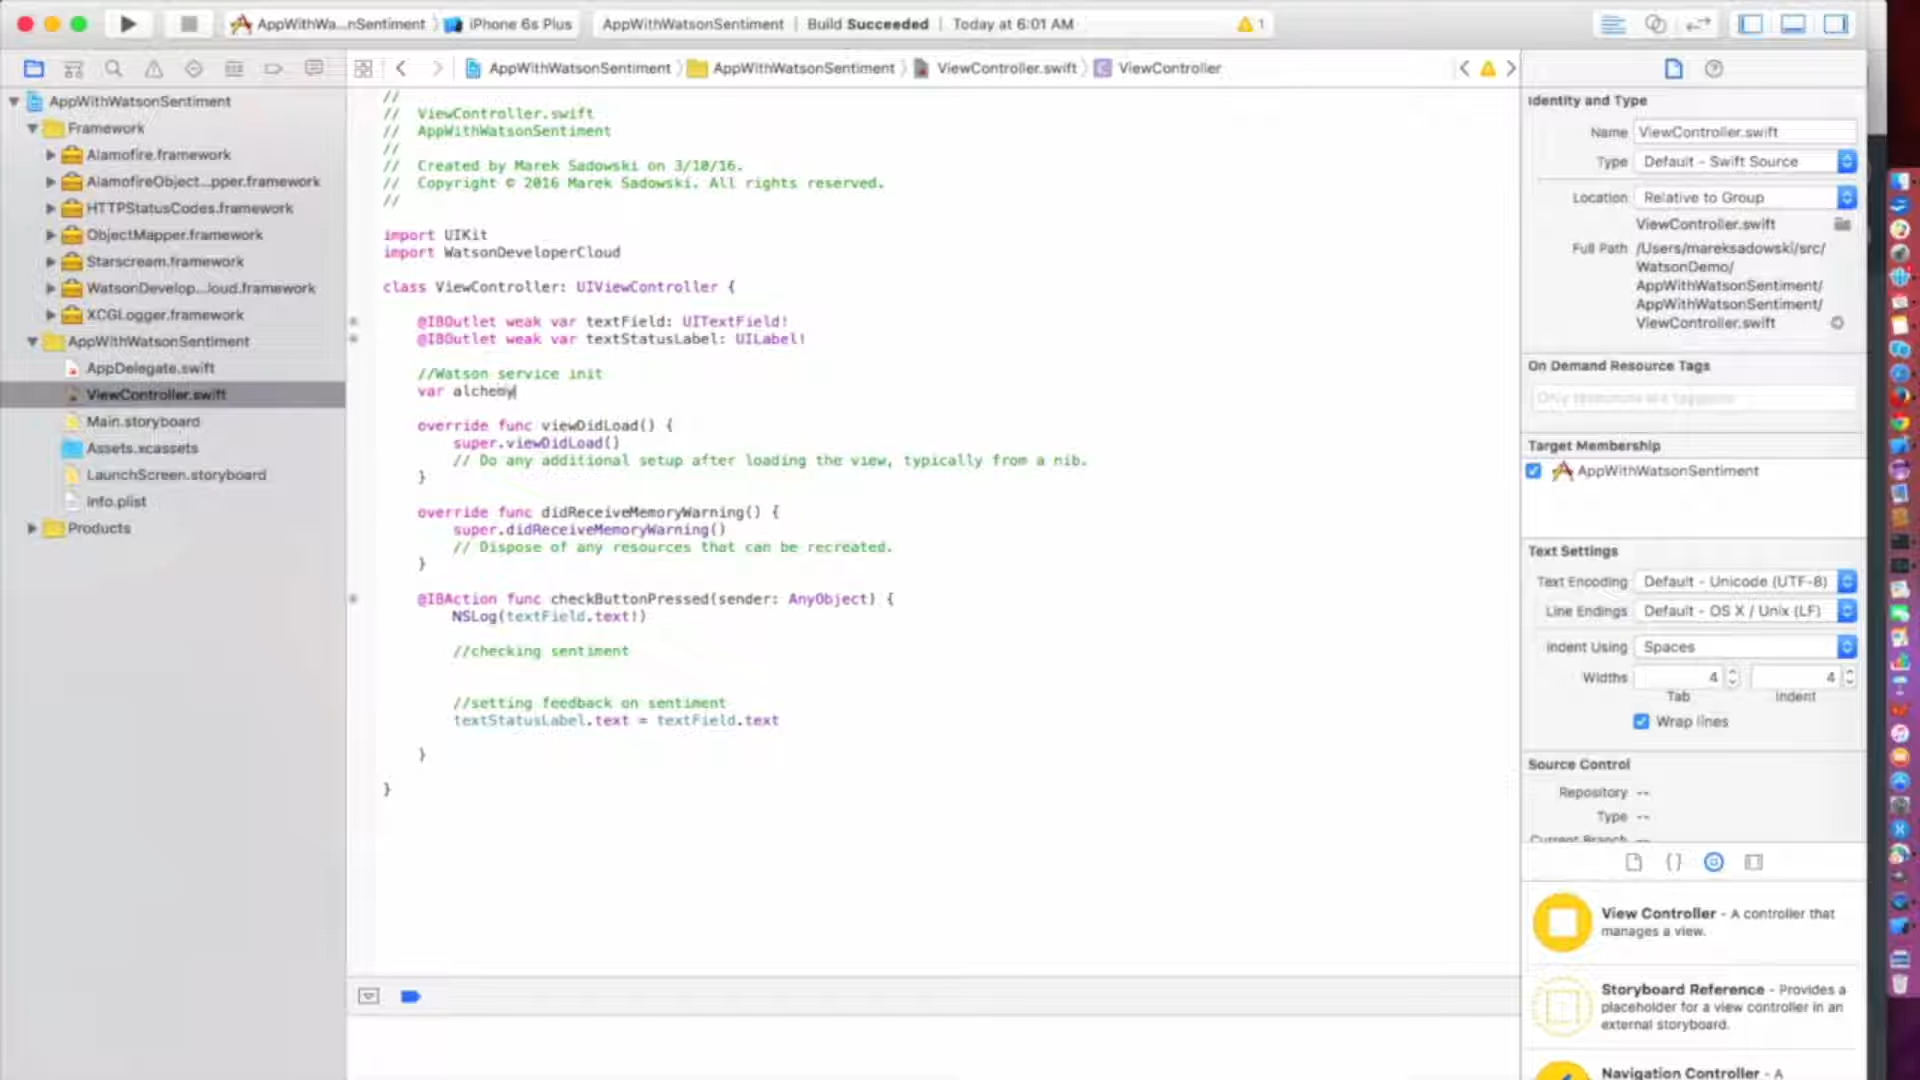 AppWithWa...nSentiment
iPhone 6s Plus
AppWithWatsonSentiment | Build Succeeded | Today at 6:01 AM
1
AppWithWatsonSentiment
AppWithWatsonSentiment
ViewController.swift
ViewController
AppWithWatsonSentiment
Framework
Alamofire.framework
AlamofireObject...pper.framework
HTTPStatusCodes.framework
ObjectMapper.framework
Starscream.framework
WatsonDevelop...loud.framework
XCGLogger.framework
AppWithWatsonSentiment
AppDelegate.swift
ViewController.swift
Main.storyboard
Assets.xcassets
LaunchScreen.storyboard
Info.plist
Products
//
// ViewController.swift
// AppWithWatsonSentiment
//
// Created by Marek Sadowski on 3/10/16.
// Copyright © 2016 Marek Sadowski. All rights reserved.
//
import UIKit
import WatsonDeveloperCloud
class ViewController: UIViewController {
@IBOutlet weak var textField: UITextField!
@IBOutlet weak var textStatusLabel: UILabel!
//Watson service init
var alchemy
override func viewDidLoad() {
super.viewDidLoad()
// Do any additional setup after loading the view, typically from a nib.
}
override func didReceiveMemoryWarning() {
super.didReceiveMemoryWarning()
// Dispose of any resources that can be recreated.
}
@IBAction func checkButtonPressed(sender: AnyObject) {
NSLog(textField.text!)
//checking sentiment
//setting feedback on sentiment
textStatusLabel.text = textField.text
}
}
Identity and Type
Name ViewController.swift
Type Default - Swift Source
Location Relative to Group
ViewController.swift
Full Path /Users/mareksadowski/src/
WatsonDemo/
AppWithWatsonSentiment/
AppWithWatsonSentiment/
ViewController.swift
On Demand Resource Tags
Only resources are taggable
Target Membership
AppWithWatsonSentiment
Text Settings
Text Encoding Default - Unicode (UTF-8)
Line Endings Default - OS X / Unix (LF)
Indent Using Spaces
Widths 4 4
Tab Indent
Wrap lines
Source Control
Repository --
Type --
Current Branch --
View Controller - A controller that
manages a view.
Storyboard Reference - Provides a
placeholder for a view controller in an
external storyboard.
Navigation Controller - A